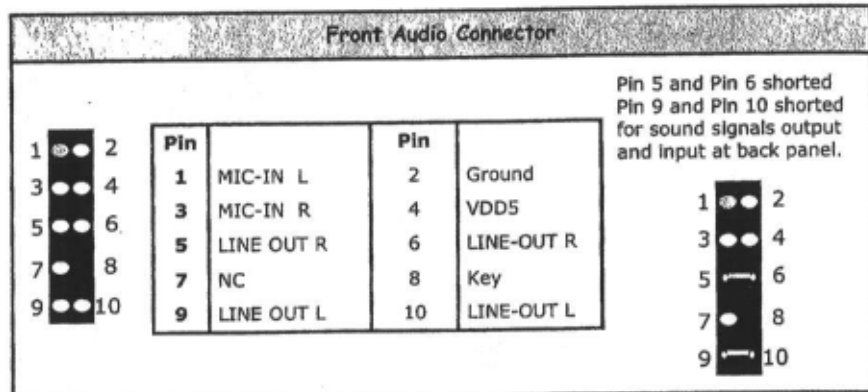 Front Audio Connector
Pin 5 and Pin 6 shorted
Pin 9 and Pin 10 shorted
for sound signals output
and input at back panel.
1 2
3 4
5 6
7 8
9 10
Pin Pin
1 MIC-IN L 2 Ground
3 MIC-IN R 4 VDD5
5 LINE OUT R 6 LINE-OUT R
7 NC 8 Key
9 LINE OUT L 10 LINE-OUT L
1 2
3 4
5 6
7 8
9 10